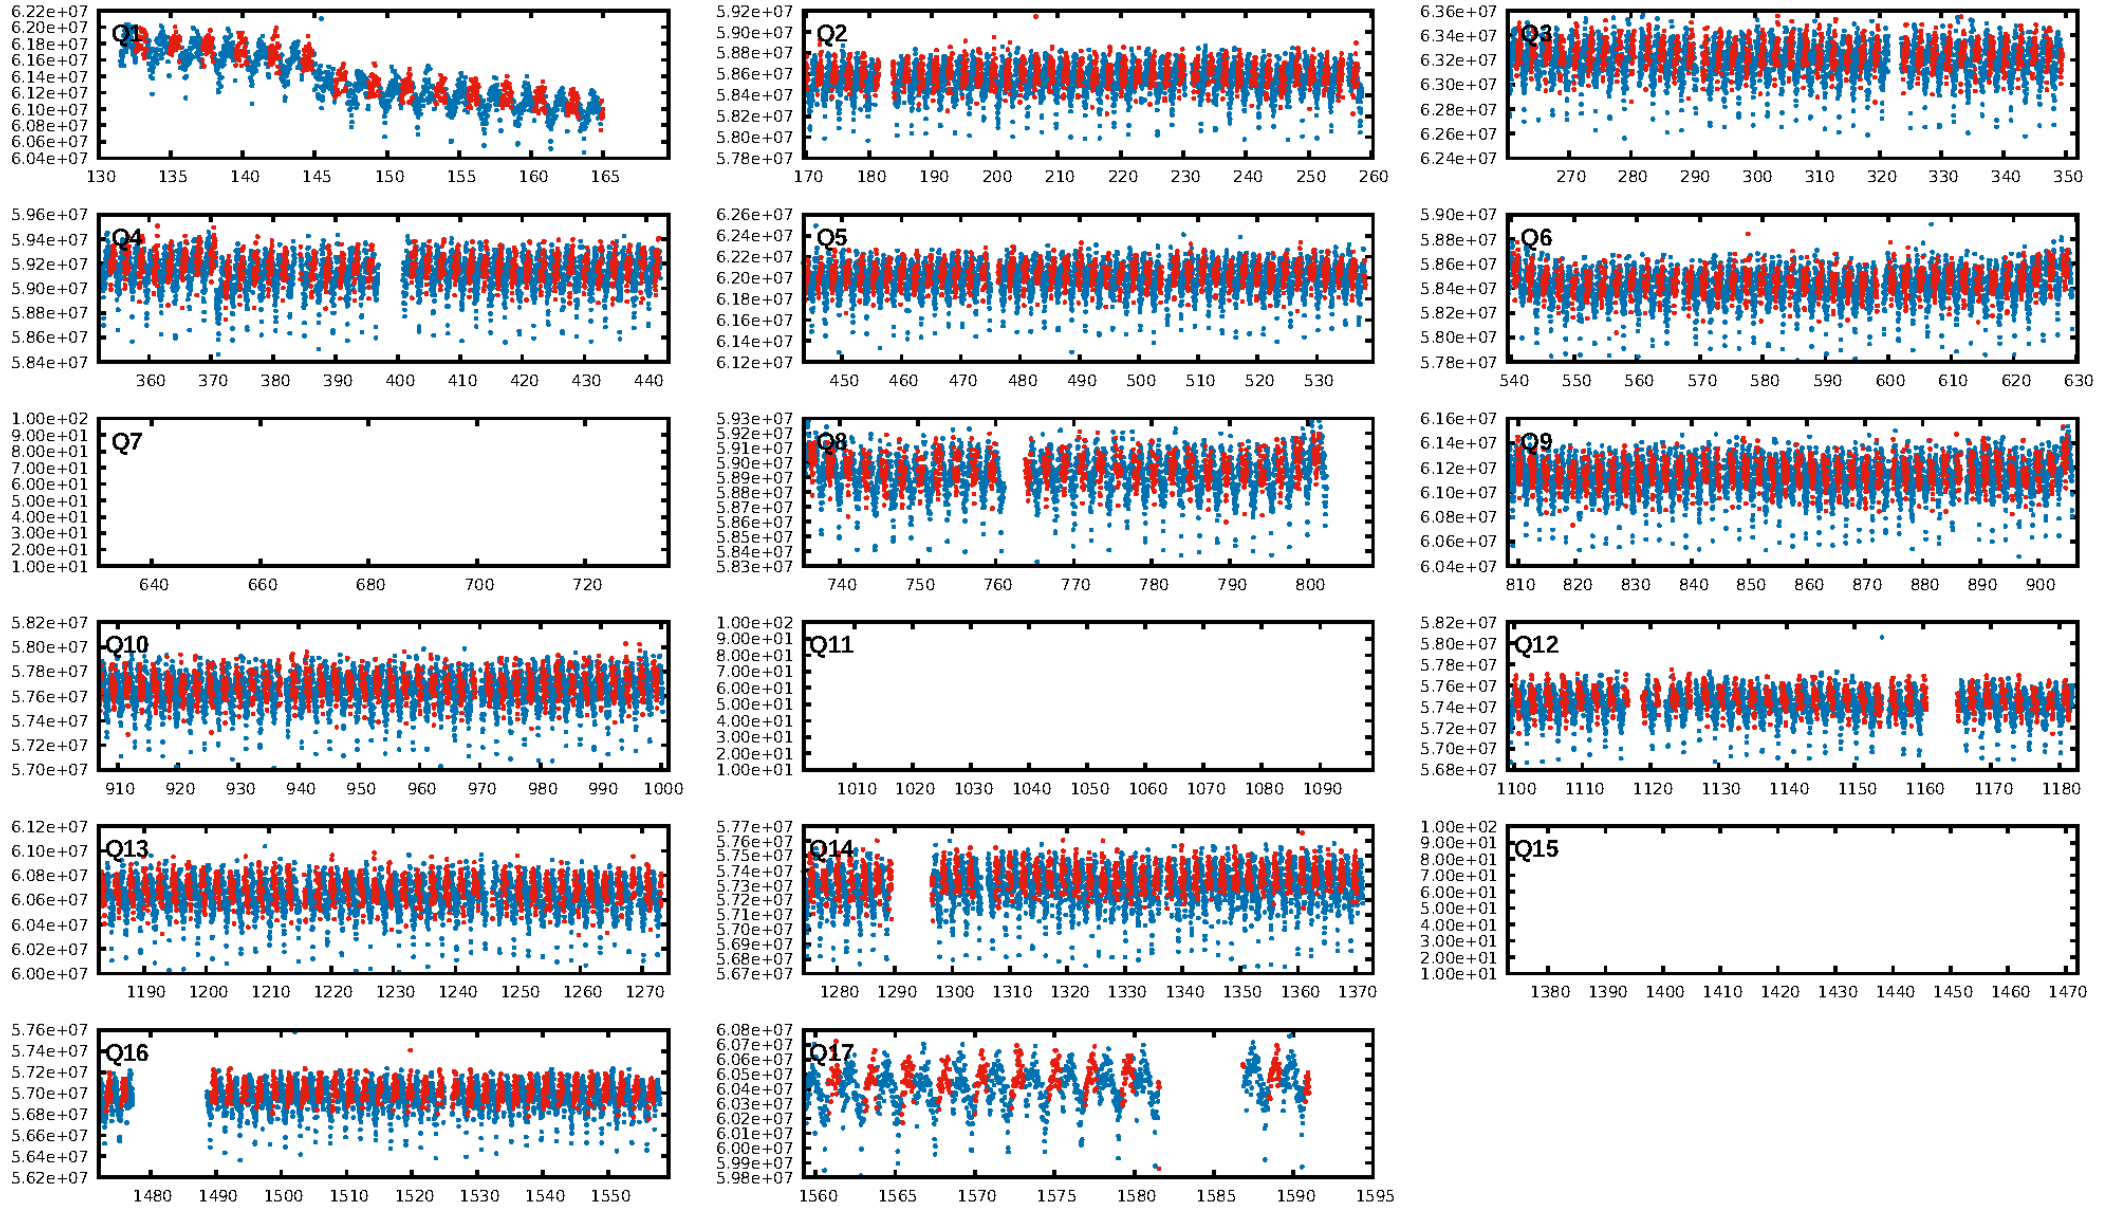 6.22e+07 6.20e+07 6.18e+07 6.16e+07 6.14e+07 6.12e+07 6.10e+07 6.08e+07 6.06e+07 6.04e+07
Q1
130 135 140 145 150 155 160 165
5.92e+07 5.90e+07 5.88e+07 5.86e+07 5.84e+07 5.82e+07 5.80e+07 5.78e+07
Q2
170 180 190 200 210 220 230 240 250 260
6.36e+07 6.34e+07 6.32e+07 6.30e+07 6.28e+07 6.26e+07 6.24e+07
Q3
270 280 290 300 310 320 330 340 350
5.96e+07 5.94e+07 5.92e+07 5.90e+07 5.88e+07 5.86e+07 5.84e+07
Q4
360 370 380 390 400 410 420 430 440
6.26e+07 6.24e+07 6.22e+07 6.20e+07 6.18e+07 6.16e+07 6.14e+07 6.12e+07
Q5
450 460 470 480 490 500 510 520 530
5.90e+07 5.88e+07 5.86e+07 5.84e+07 5.82e+07 5.80e+07 5.78e+07
Q6
540 550 560 570 580 590 600 610 620 630
1.00e+02 9.00e+01 8.00e+01 7.00e+01 6.00e+01 5.00e+01 4.00e+01 3.00e+01 2.00e+01 1.00e+01
Q7
640 660 680 700 720
5.93e+07 5.92e+07 5.91e+07 5.90e+07 5.89e+07 5.88e+07 5.87e+07 5.86e+07 5.85e+07 5.84e+07 5.83e+07
Q8
740 750 760 770 780 790 800
6.16e+07 6.14e+07 6.12e+07 6.10e+07 6.08e+07 6.06e+07 6.04e+07
Q9
810 820 830 840 850 860 870 880 890 900
5.82e+07 5.80e+07 5.78e+07 5.76e+07 5.74e+07 5.72e+07 5.70e+07
Q10
910 920 930 940 950 960 970 980 990 1000
1.00e+02 9.00e+01 8.00e+01 7.00e+01 6.00e+01 5.00e+01 4.00e+01 3.00e+01 2.00e+01 1.00e+01
Q11
1010 1020 1030 1040 1050 1060 1070 1080 1090
5.82e+07 5.80e+07 5.78e+07 5.76e+07 5.74e+07 5.72e+07 5.70e+07 5.68e+07
Q12
1100 1110 1120 1130 1140 1150 1160 1170 1180
6.12e+07 6.10e+07 6.08e+07 6.06e+07 6.04e+07 6.02e+07 6.00e+07
Q13
1190 1200 1210 1220 1230 1240 1250 1260 1270
5.77e+07 5.76e+07 5.75e+07 5.74e+07 5.73e+07 5.72e+07 5.71e+07 5.70e+07 5.69e+07 5.68e+07 5.67e+07
Q14
1280 1290 1300 1310 1320 1330 1340 1350 1360 1370
1.00e+02 9.00e+01 8.00e+01 7.00e+01 6.00e+01 5.00e+01 4.00e+01 3.00e+01 2.00e+01 1.00e+01
Q15
1380 1390 1400 1410 1420 1430 1440 1450 1460 1470
5.76e+07 5.74e+07 5.72e+07 5.70e+07 5.68e+07 5.66e+07 5.64e+07 5.62e+07
Q16
1480 1490 1500 1510 1520 1530 1540 1550
6.08e+07 6.07e+07 6.06e+07 6.05e+07 6.04e+07 6.03e+07 6.02e+07 6.01e+07 6.00e+07 5.99e+07 5.98e+07
Q17
1560 1565 1570 1575 1580 1585 1590 1595